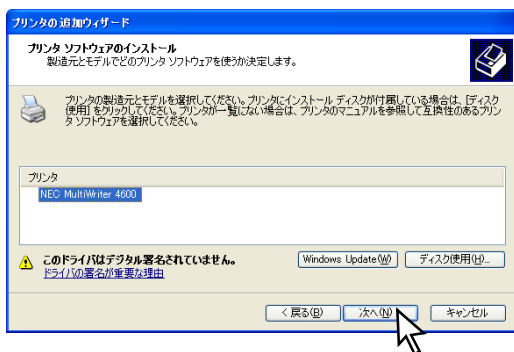 プリンタの追加ウィザード
プリンタ ソフトウェアのインストール
製造元とモデルでどのプリンタ ソフトウェアを使うか決定します。
プリンタの製造元とモデルを選択してください。プリンタにインストール ディスクが付属している場合は、[ディスク
使用] をクリックしてください。プリンタが一覧にない場合は、プリンタのマニュアルを参照して互換性のあるプリン
タ ソフトウェアを選択してください。
プリンタ
NEC MultiWriter 4600
このドライバはデジタル署名されていません。
Windows Update(W)
ディスク使用(H)...
ドライバの署名が重要な理由
< 戻る(B)
次へ(N) >
キャンセル